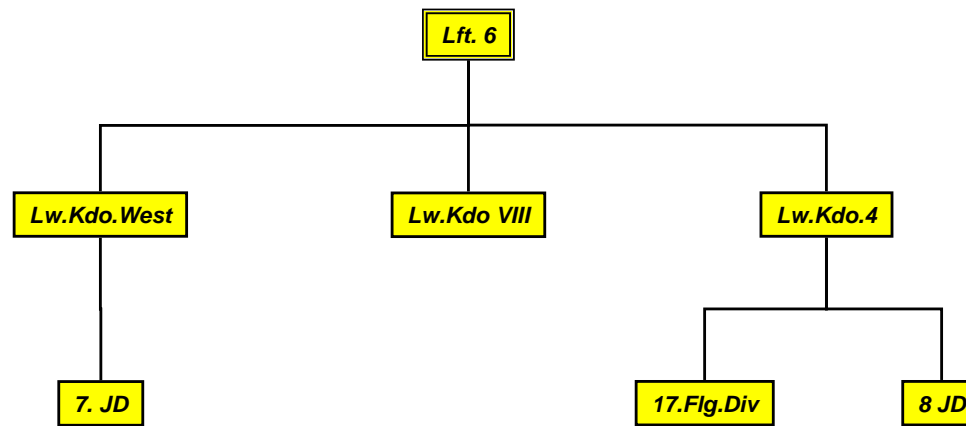 Lft. 6
Lw.Kdo.West
Lw.Kdo VIII
Lw.Kdo.4
7. JD
17.Flg.Div
8 JD